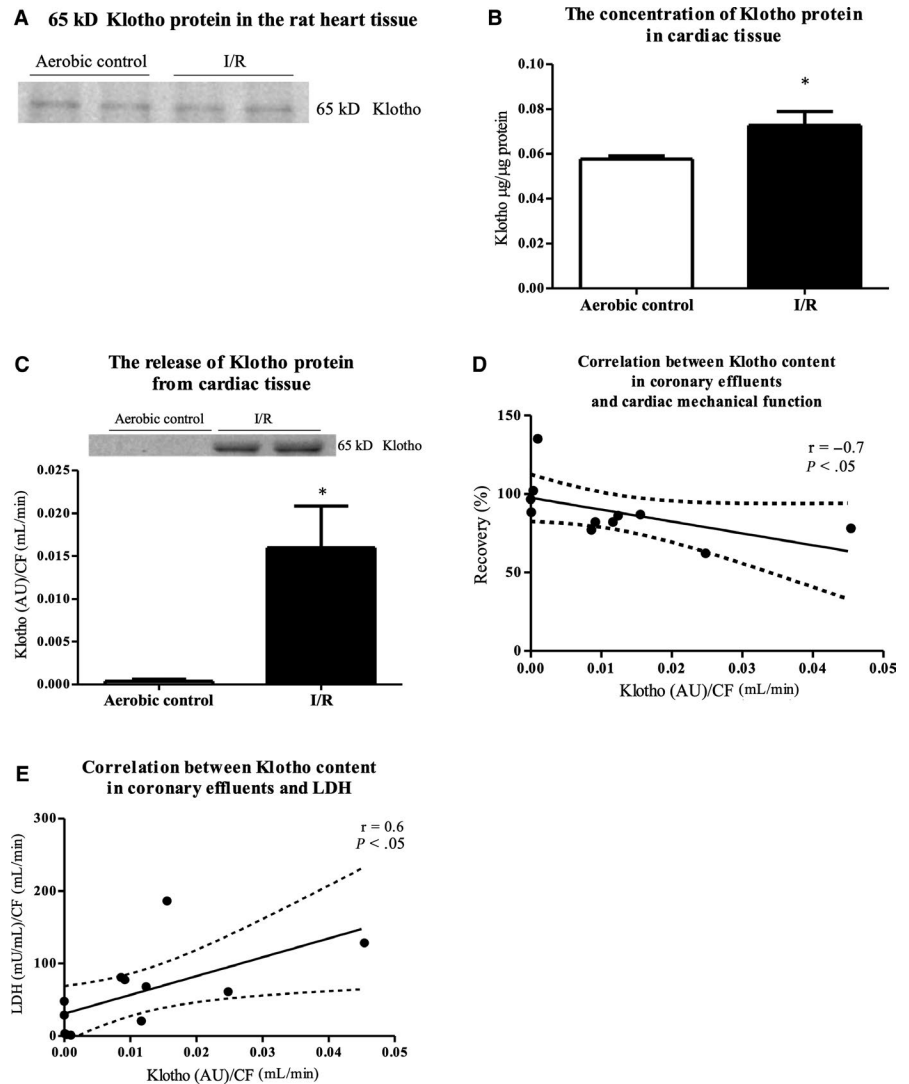 A
65 kD Klotho protein in the rat heart tissue
Aerobic control
I/R
65 kD Klotho
B
The concentration of Klotho protein
in cardiac tissue
Klotho µg/µg protein
0.10
0.08
0.06
0.04
0.02
0.00
*
Aerobic control
I/R
C
The release of Klotho protein
from cardiac tissue
Aerobic control
I/R
65 kD Klotho
Klotho (AU)/CF (mL/min)
0.025
0.020
0.015
0.010
0.005
0.000
*
Aerobic control
I/R
D
Correlation between Klotho content
in coronary effluents
and cardiac mechanical function
r = −0.7
P < .05
Recovery (%)
150
100
50
0
0.00 0.01 0.02 0.03 0.04 0.05
Klotho (AU)/CF (mL/min)
E
Correlation between Klotho content
in coronary effluents and LDH
r = 0.6
P < .05
LDH (mU/mL)/CF (mL/min)
300
200
100
0
0.00 0.01 0.02 0.03 0.04 0.05
Klotho (AU)/CF (mL/min)